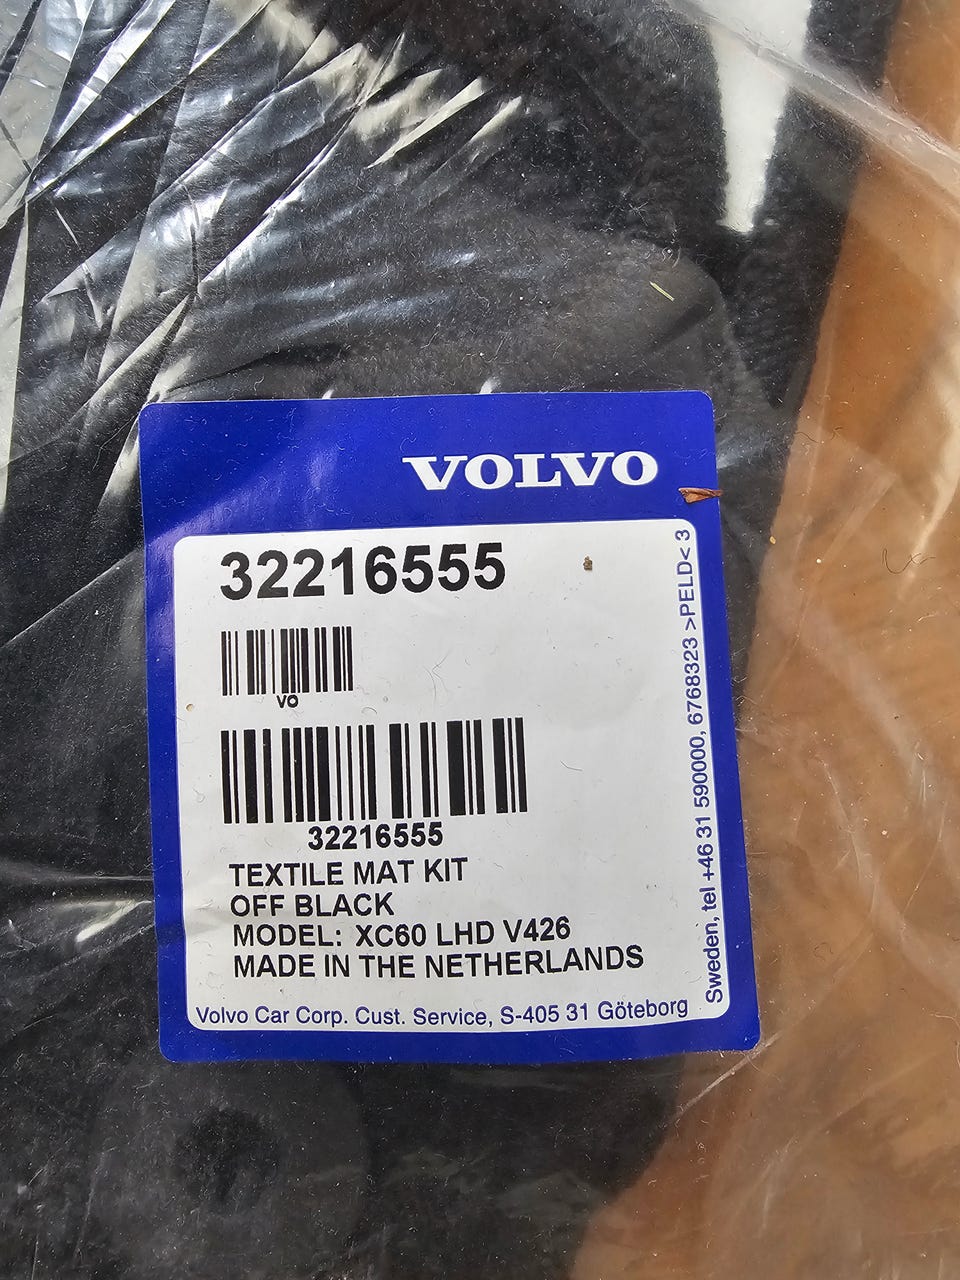 VOLVO
32216555
VO
32216555
TEXTILE MAT KIT
OFF BLACK
MODEL: XC60 LHD V426
MADE IN THE NETHERLANDS
Volvo Car Corp. Cust. Service, S-405 31 Göteborg
Sweden, tel +46 31 590000, 6768323 >PELD< 3